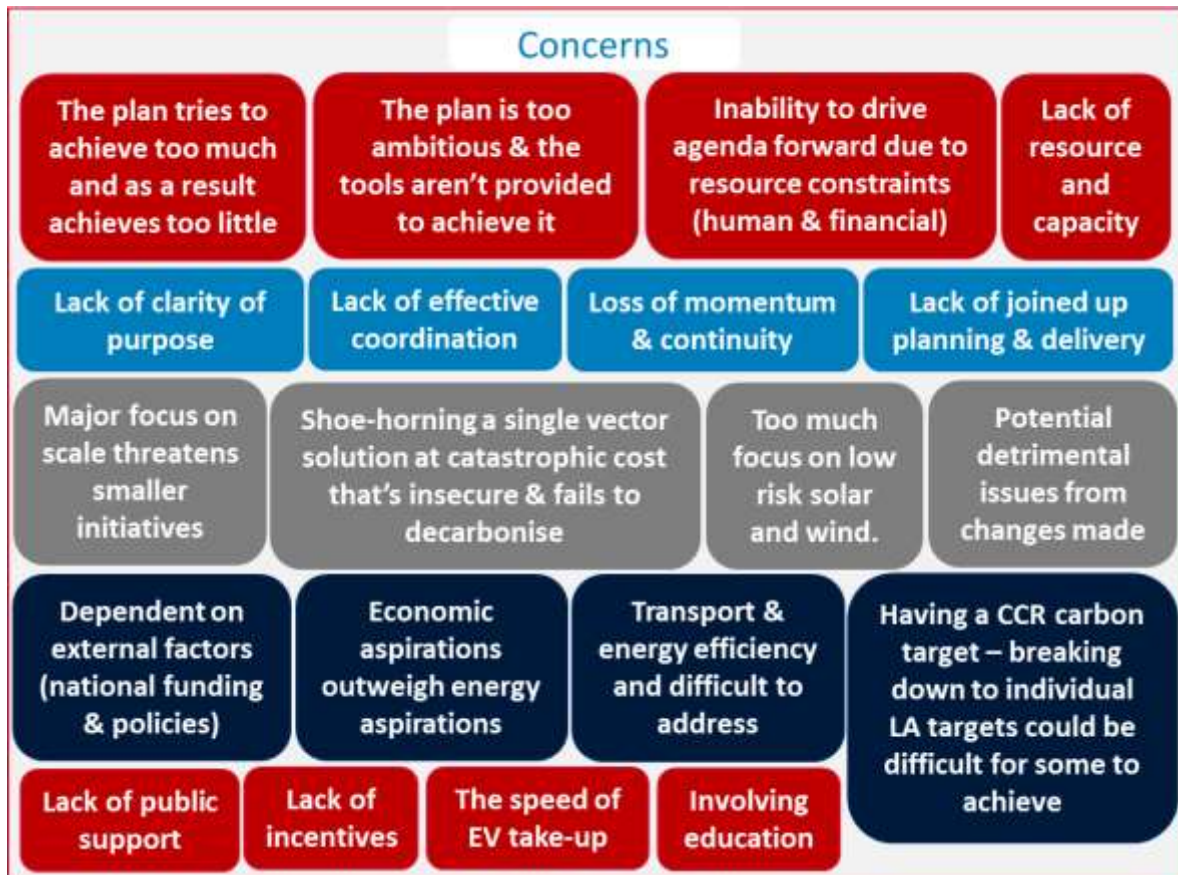 Concerns
The plan tries to
achieve too much
and as a result
achieves too little
The plan is too
ambitious & the
tools aren't provided
to achieve it
Inability to drive
agenda forward due to
resource constraints
(human & financial)
Lack of
resource
and
capacity
Lack of clarity of
purpose
Lack of effective
coordination
Loss of momentum
& continuity
Lack of joined up
planning & delivery
Major focus on
scale threatens
smaller
initiatives
Shoe-horning a single vector
solution at catastrophic cost
that's insecure & fails to
decarbonise
Too much
focus on low
risk solar
and wind.
Potential
detrimental
issues from
changes made
Dependent on
external factors
(national funding
& policies)
Economic
aspirations
outweigh energy
aspirations
Transport &
energy efficiency
and difficult to
address
Having a CCR carbon
target – breaking
down to individual
LA targets could be
difficult for some to
achieve
Lack of public
support
Lack of
incentives
The speed of
EV take-up
Involving
education